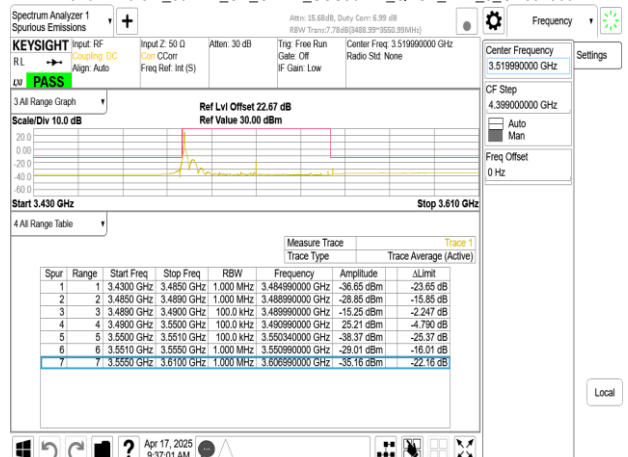 Spectrum Analyzer 1
Spurious Emissions
+
Attn: 15.68dB, Duty Corr: 6.99 dB
RBW Trans:7.78dB(3488.99~3550.99MHz)
Frequency
KEYSIGHT Input: RF Input Z: 50 Ω Atten: 30 dB Trig: Free Run Center Freq: 3.519990000 GHz
RL Coupling: DC Corr CCorr Gate: Off Radio Std: None
Align: Auto Freq Ref: Int (S) IF Gain: Low
LXI PASS
Center Frequency
3.519990000 GHz
Settings
CF Step
4.399000000 GHz
Auto
Man
Freq Offset
0 Hz
3 All Range Graph
Ref Lvl Offset 22.67 dB
Scale/Div 10.0 dB Ref Value 30.00 dBm
20.0
0.00
-20.0
-40.0
-60.0
Start 3.430 GHz Stop 3.610 GHz
4 All Range Table
Measure Trace Trace 1
Trace Type Trace Average (Active)
Spur Range Start Freq Stop Freq RBW Frequency Amplitude ΔLimit
1 1 3.4300 GHz 3.4850 GHz 1.000 MHz 3.484990000 GHz -36.65 dBm -23.65 dB
2 2 3.4850 GHz 3.4890 GHz 1.000 MHz 3.488990000 GHz -28.85 dBm -15.85 dB
3 3 3.4890 GHz 3.4900 GHz 100.0 kHz 3.489990000 GHz -15.25 dBm -2.247 dB
4 4 3.4900 GHz 3.5500 GHz 100.0 kHz 3.490990000 GHz 25.21 dBm -4.790 dB
5 5 3.5500 GHz 3.5510 GHz 100.0 kHz 3.550340000 GHz -38.37 dBm -25.37 dB
6 6 3.5510 GHz 3.5550 GHz 1.000 MHz 3.550990000 GHz -29.01 dBm -16.01 dB
7 7 3.5550 GHz 3.6100 GHz 1.000 MHz 3.606990000 GHz -35.16 dBm -22.16 dB
Local
?
Apr 17, 2025
9:37:01 AM